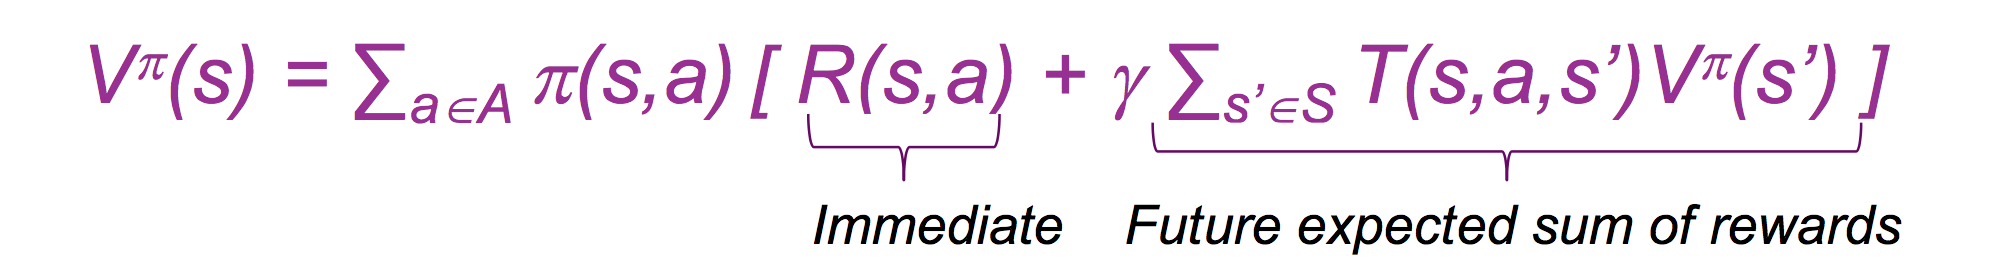 Vπ(s) = ∑a∈A π(s,a) [ R(s,a) + γ ∑s’∈S T(s,a,s’)Vπ(s’) ]
Immediate Future expected sum of rewards